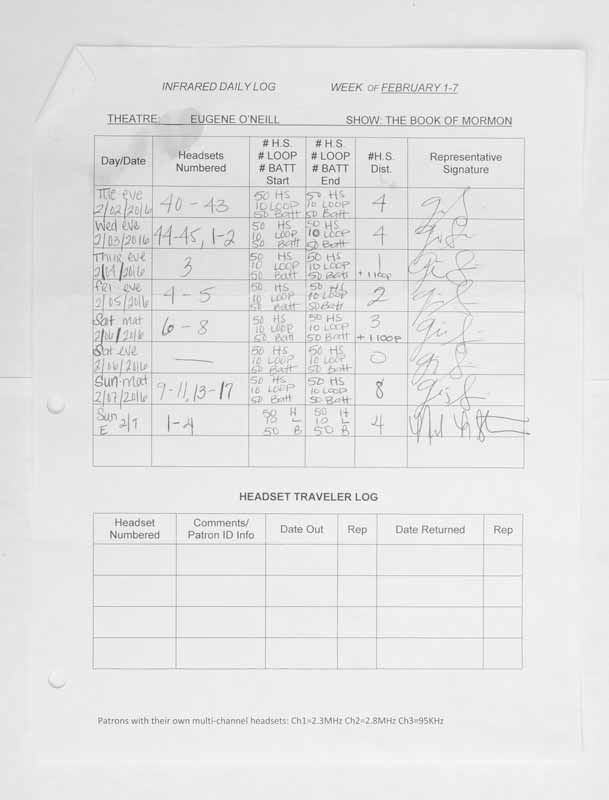 INFRARED DAILY LOG WEEK OF FEBRUARY 1-7
THEATRE: EUGENE O'NEILL SHOW: THE BOOK OF MORMON
Day/Date Headsets Numbered # H.S. # LOOP # BATT Start # H.S. # LOOP # BATT End #H.S. Dist. Representative Signature
Tue eve 2/02/2016 40 - 43 50 HS 10 LOOP 50 Batt 50 HS 10 LOOP 50 Batt 4
Wed eve 2/03/2016 44-45, 1-2 50 HS 10 LOOP 50 Batt 50 HS 10 LOOP 50 Batt 4
Thur eve 2/04/2016 3 50 HS 10 LOOP 50 Batt 50 HS 10 LOOP 50 Batt 1 + 1 loop
Fri eve 2/05/2016 4 - 5 50 HS 10 LOOP 50 Batt 50 HS 10 LOOP 50 Batt 2
Sat mat 2/06/2016 6 - 8 50 HS 10 LOOP 50 Batt 50 HS 10 LOOP 50 Batt 3 + 1 loop
Sat eve 2/06/2016 — 50 HS 10 LOOP 50 Batt 50 HS 10 LOOP 50 Batt 0
Sun mat 2/07/2016 9-11, 13-17 50 HS 10 LOOP 50 Batt 50 HS 10 LOOP 50 Batt 8
Sun E 2/7 1-4 50 H 10 L 50 B 50 H 10 L 50 B 4
HEADSET TRAVELER LOG
Headset Numbered Comments/ Patron ID Info Date Out Rep Date Returned Rep
Patrons with their own multi-channel headsets: Ch1=2.3MHz Ch2=2.8MHz Ch3=95KHz